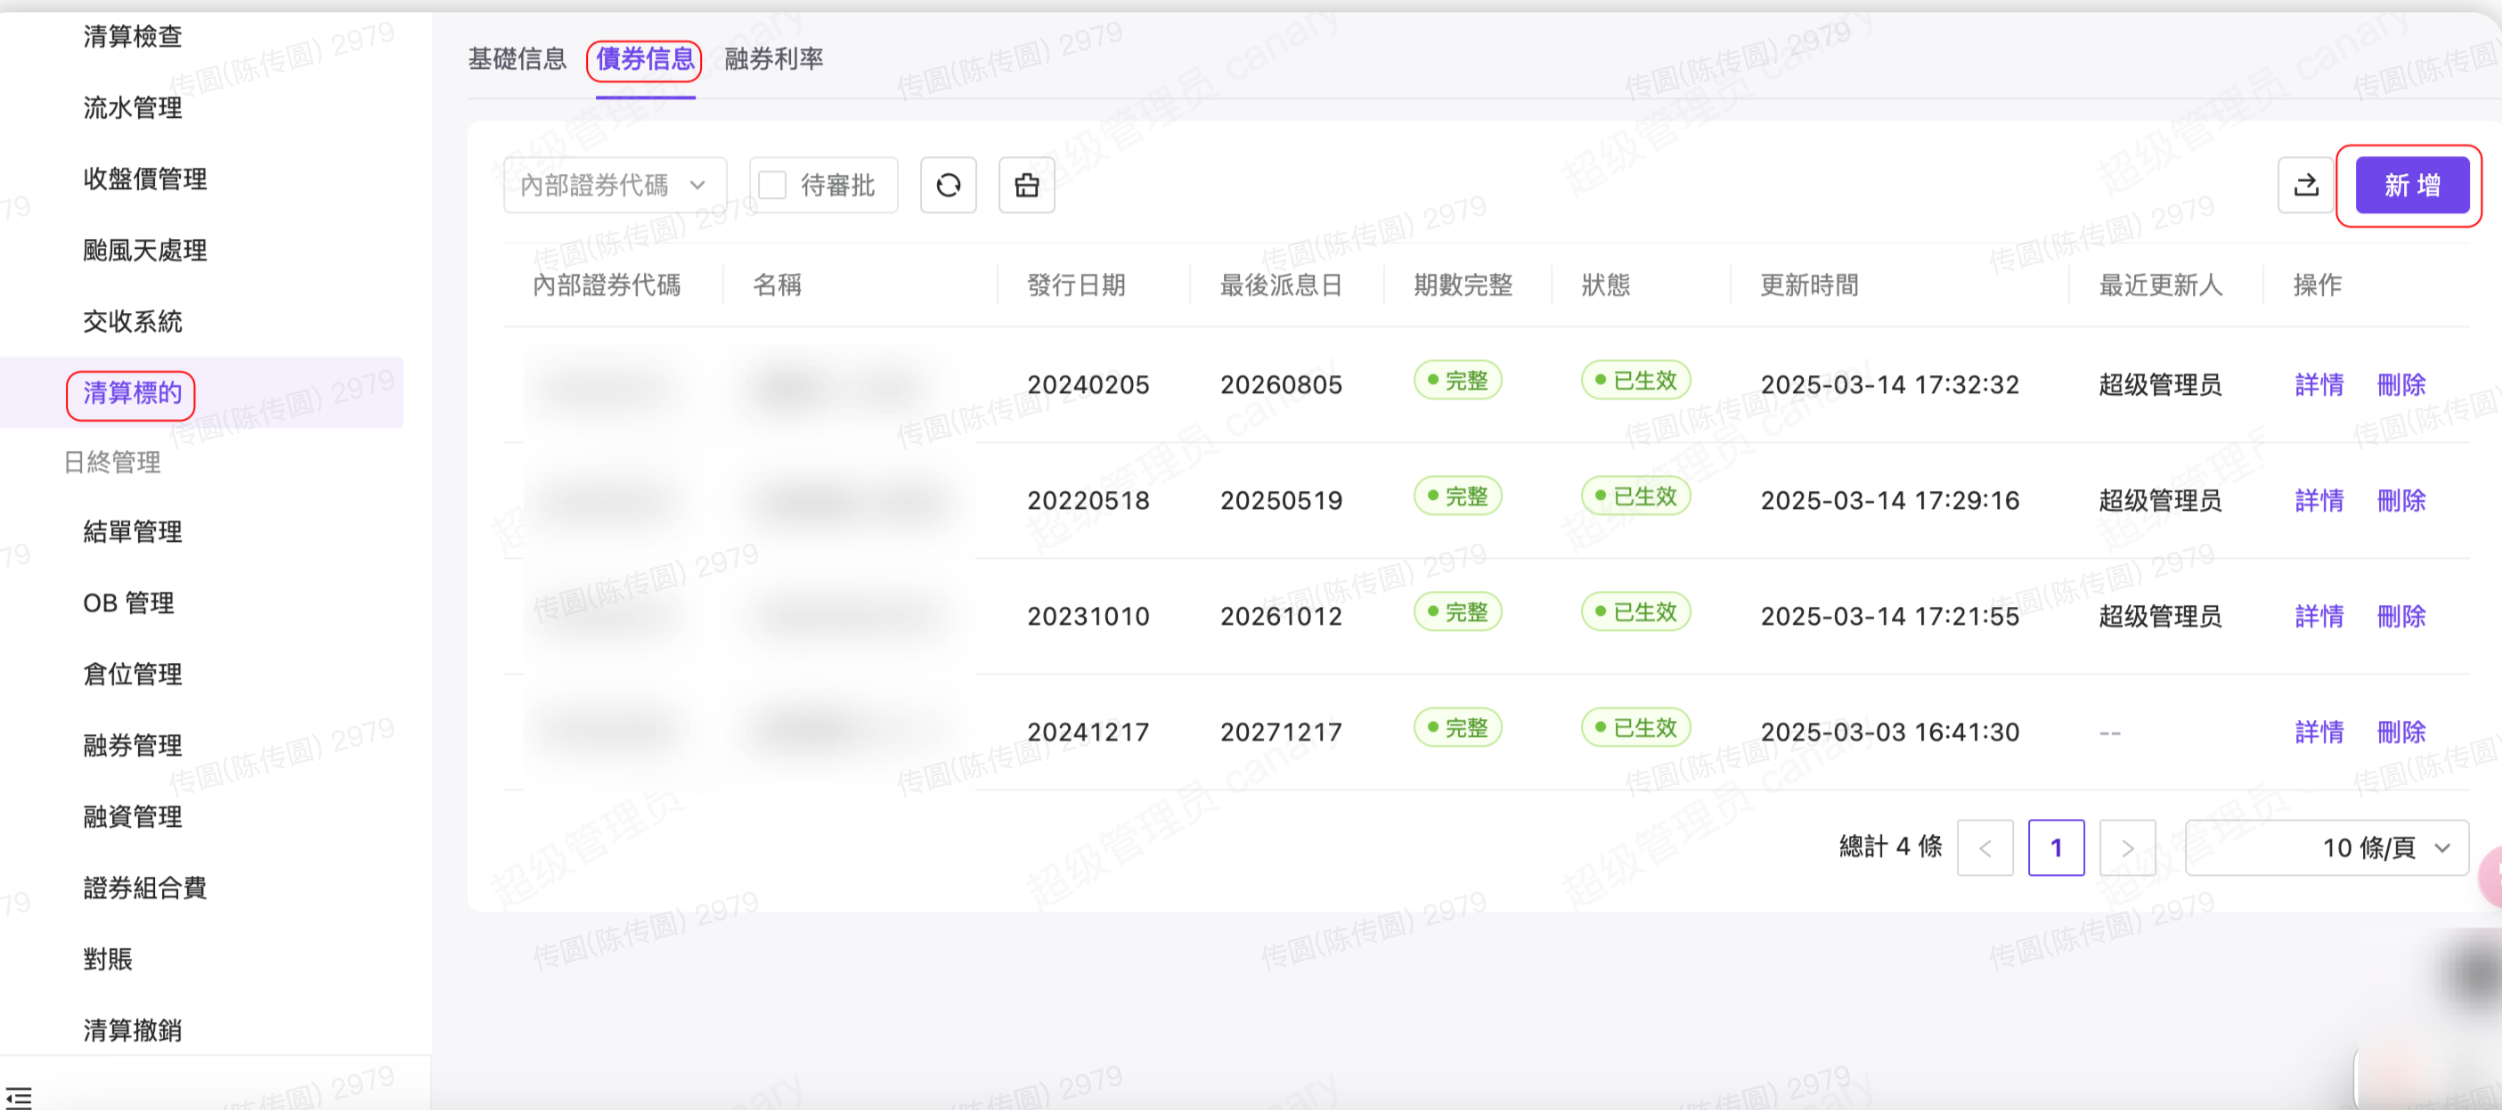 清算檢查
流水管理
收盤價管理
颱風天處理
交收系統
清算標的
日終管理
結單管理
OB 管理
倉位管理
融券管理
融資管理
證券組合費
對賬
清算撤銷
基礎信息 債券信息 融券利率
內部證券代碼 待審批 新 增
內部證券代碼 名稱 發行日期 最後派息日 期數完整 狀態 更新時間 最近更新人 操作
20240205 20260805 完整 已生效 2025-03-14 17:32:32 超级管理员 詳情 刪除
20220518 20250519 完整 已生效 2025-03-14 17:29:16 超级管理员 詳情 刪除
20231010 20261012 完整 已生效 2025-03-14 17:21:55 超级管理员 詳情 刪除
20241217 20271217 完整 已生效 2025-03-03 16:41:30 -- 詳情 刪除
總計 4 條 < 1 > 10 條/頁
传圆(陈传圆) 2979
超级管理员 canary